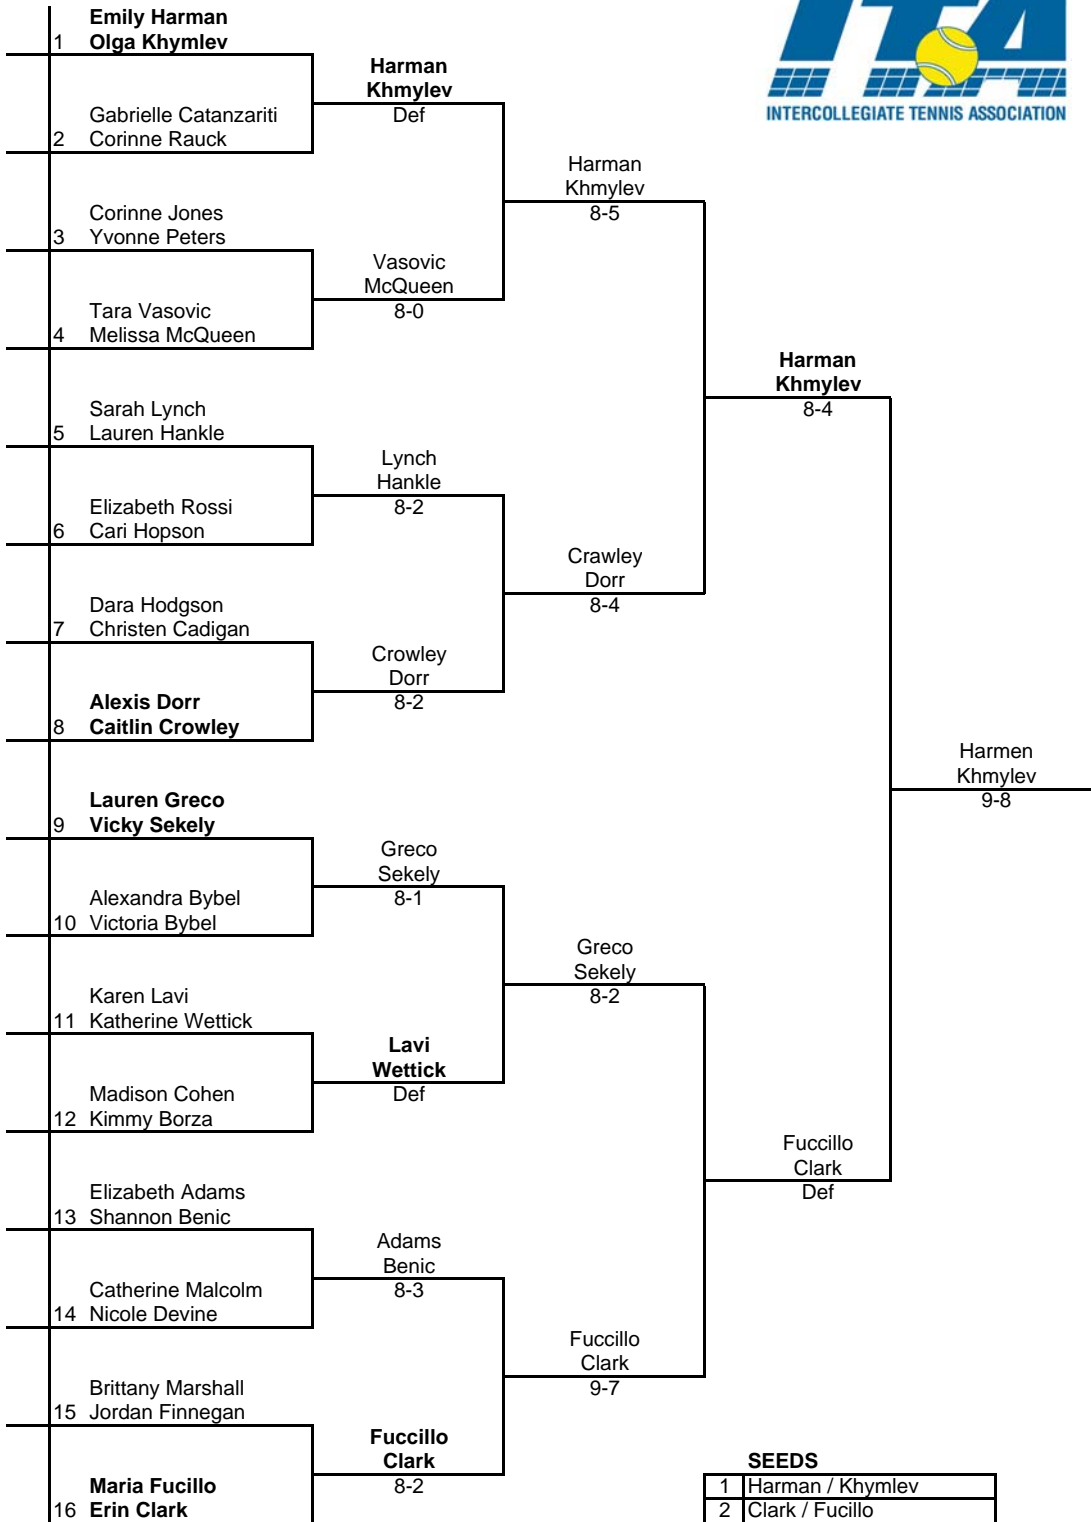 Emily Harman
1 Olga Khymlev
Gabrielle Catanzariti
2 Corinne Rauck
Corinne Jones
3 Yvonne Peters
Tara Vasovic
4 Melissa McQueen
Sarah Lynch
5 Lauren Hankle
Elizabeth Rossi
6 Cari Hopson
Dara Hodgson
7 Christen Cadigan
Alexis Dorr
8 Caitlin Crowley
Lauren Greco
9 Vicky Sekely
Alexandra Bybel
10 Victoria Bybel
Karen Lavi
11 Katherine Wettick
Madison Cohen
12 Kimmy Borza
Elizabeth Adams
13 Shannon Benic
Catherine Malcolm
14 Nicole Devine
Brittany Marshall
15 Jordan Finnegan
Maria Fucillo
16 Erin Clark
Harman
Khmylev
Def
Vasovic
McQueen
8-0
Lynch
Hankle
8-2
Crowley
Dorr
8-2
Greco
Sekely
8-1
Lavi
Wettick
Def
Adams
Benic
8-3
Fuccillo
Clark
8-2
Harman
Khmylev
8-5
Crawley
Dorr
8-4
Greco
Sekely
8-2
Fuccillo
Clark
9-7
Harman
Khmylev
8-4
Fuccillo
Clark
Def
Harmen
Khmylev
9-8
ITA
INTERCOLLEGIATE TENNIS ASSOCIATION
SEEDS
1 Harman / Khymlev
2 Clark / Fucillo